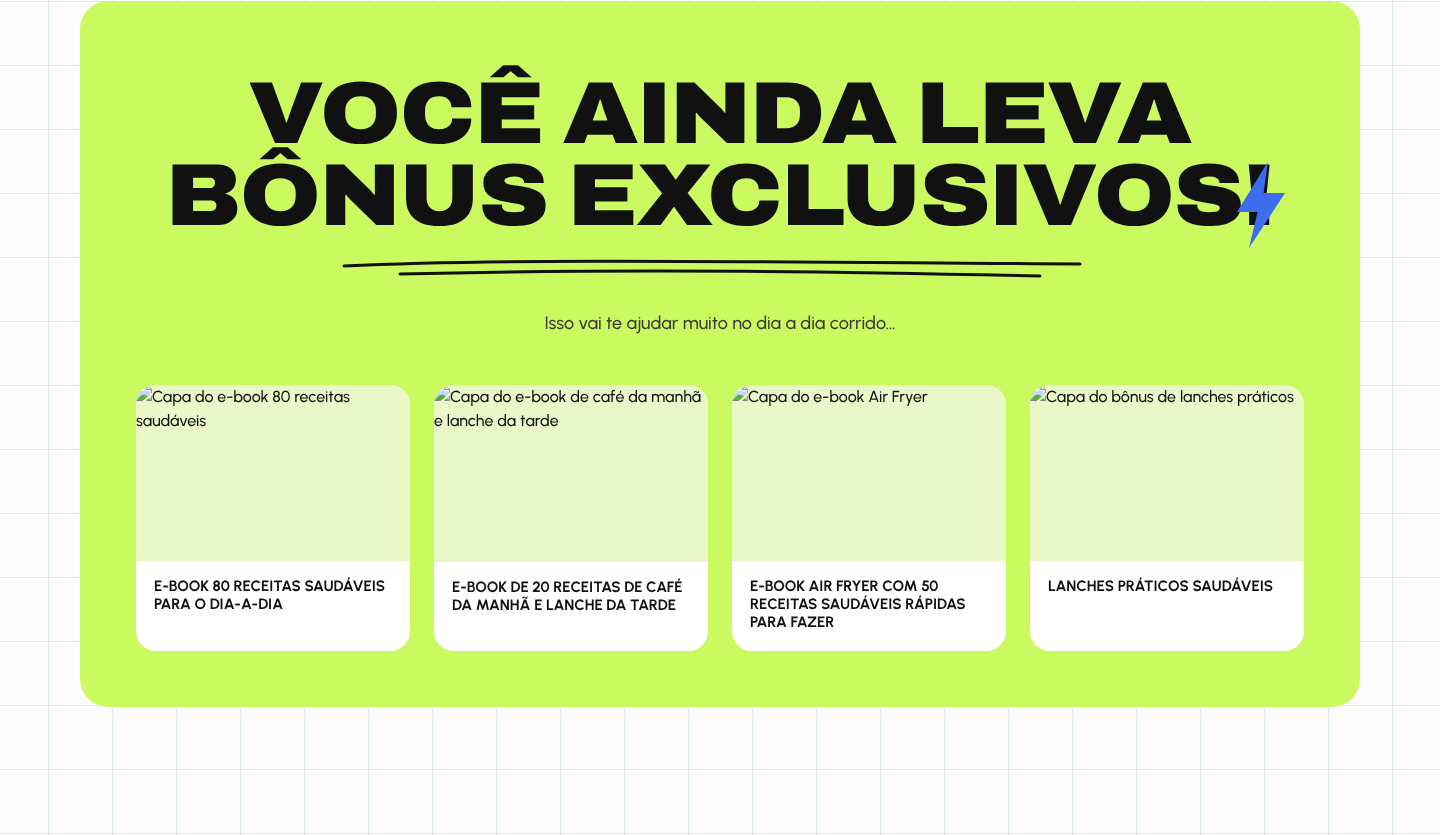 VOCÊ AINDA LEVA
BÔNUS EXCLUSIVOS!
Isso vai te ajudar muito no dia a dia corrido...
Capa do e-book 80 receitas
saudáveis
E-BOOK 80 RECEITAS SAUDÁVEIS
PARA O DIA-A-DIA
Capa do e-book de café da manhã
e lanche da tarde
E-BOOK DE 20 RECEITAS DE CAFÉ
DA MANHÃ E LANCHE DA TARDE
Capa do e-book Air Fryer
E-BOOK AIR FRYER COM 50
RECEITAS SAUDÁVEIS RÁPIDAS
PARA FAZER
Capa do bônus de lanches práticos
LANCHES PRÁTICOS SAUDÁVEIS